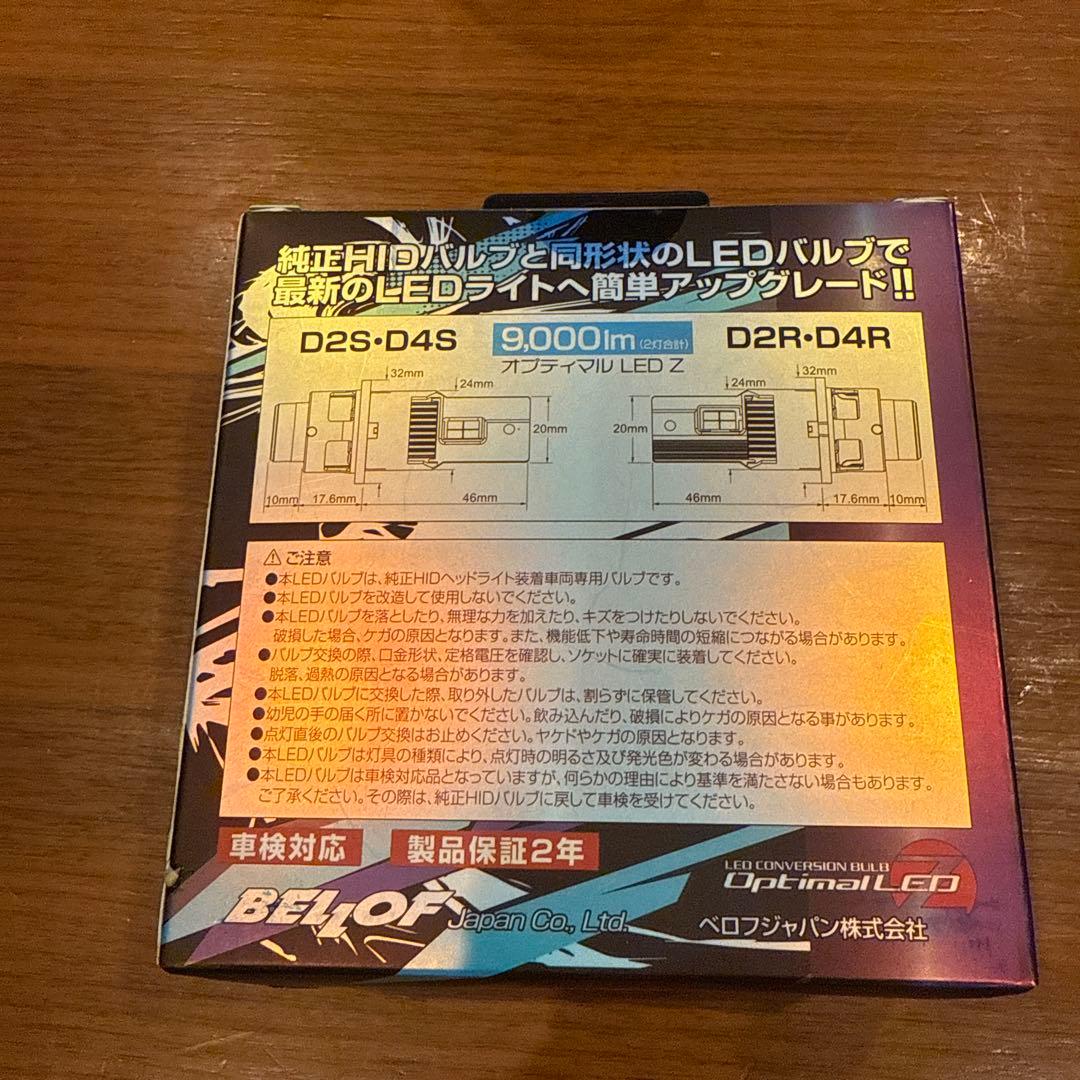 純正HIDバルブと同形状のLEDバルブで
最新のLEDライトへ簡単アップグレード!!
D2S・D4S 9,000lm(2灯合計) D2R・D4R
オプティマル LED Z
32mm 24mm 24mm 32mm
20mm 20mm
10mm 17.6mm 46mm 46mm 17.6mm 10mm
⚠ ご注意
●本LEDバルブは、純正HIDヘッドライト装着車両専用バルブです。
●本LEDバルブを改造して使用しないでください。
●本LEDバルブを落としたり、無理な力を加えたり、キズをつけたりしないでください。
破損した場合、ケガの原因となります。また、機能低下や寿命時間の短縮につながる場合があります。
●バルブ交換の際、口金形状、定格電圧を確認し、ソケットに確実に装着してください。
脱落、過熱の原因となる場合があります。
●本LEDバルブに交換した際、取り外したバルブは、割らずに保管してください。
●幼児の手の届く所に置かないでください。飲み込んだり、破損によりケガの原因となる事があります。
●点灯直後のバルブ交換はお止めください。ヤケドやケガの原因となります。
●本LEDバルブは灯具の種類により、点灯時の明るさ及び発光色が変わる場合があります。
●本LEDバルブは車検対応品となっていますが、何らかの理由により基準を満たさない場合もあります。
ご了承ください。その際は、純正HIDバルブに戻して車検を受けてください。
車検対応 製品保証2年
LED CONVERSION BULB
Optimal LED Z
BELLOF Japan Co., Ltd. ベロフジャパン株式会社